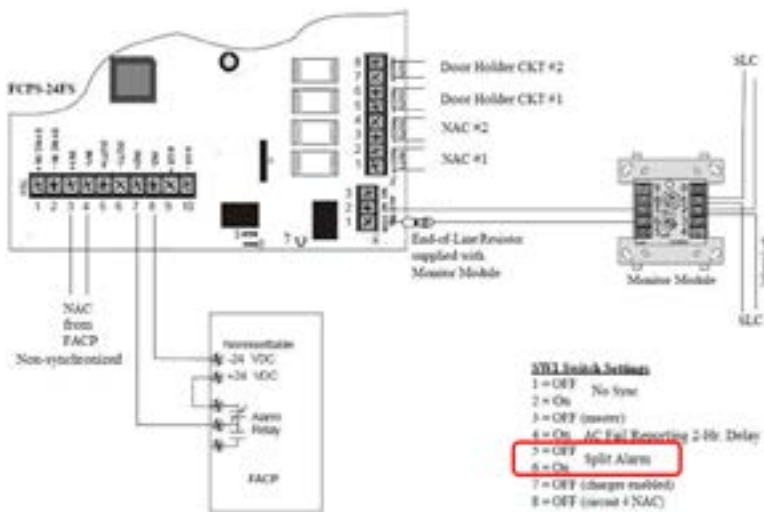 FCPS-24FS
8
7
6
5
4
3
2
1
Door Holder CKT #2
Door Holder CKT #1
NAC #2
NAC #1
1 2 3 4 5 6 7 8 9 10
3
2
1
7
End-of-Line Resistor
supplied with
Monitor Module
SLC
Monitor Module
SLC
NAC
from
FACP
Non-synchronized
Nonresettable
-24 VDC
+24 VDC
Alarm
Relay
FACP
SW1 Switch Settings
1 = OFF No Sync
2 = On
3 = OFF (master)
4 = On AC Fail Reporting 2-Hr. Delay
5 = OFF Split Alarm
6 = On
7 = OFF (charger enabled)
8 = OFF (circuit 4 NAC)